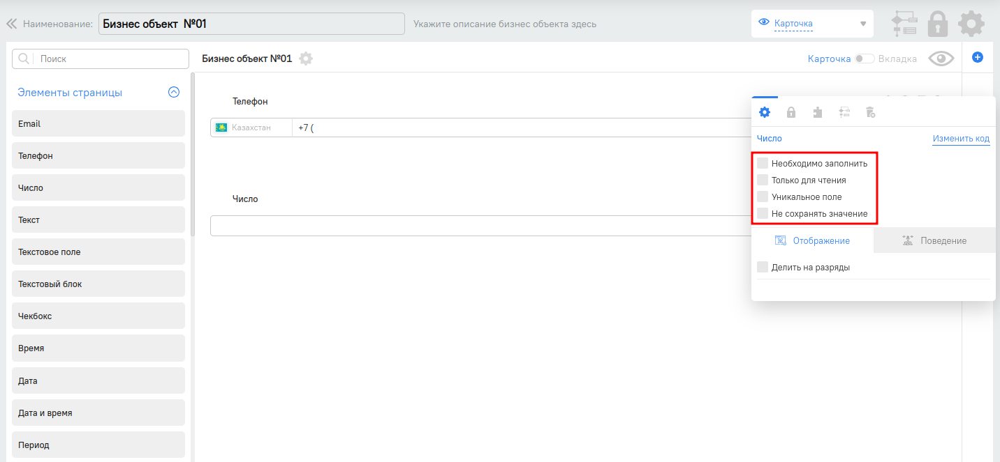 Наименование: Бизнес объект №01 Укажите описание бизнес объекта здесь Карточка
Поиск
Бизнес объект №01 Карточка Вкладка
Элементы страницы
Email
Телефон
Число
Текст
Текстовое поле
Текстовый блок
Чекбокс
Время
Дата
Дата и время
Период
Телефон
Казахстан +7 (
Число
Число Изменить код
Необходимо заполнить
Только для чтения
Уникальное поле
Не сохранять значение
Отображение Поведение
Делить на разряды